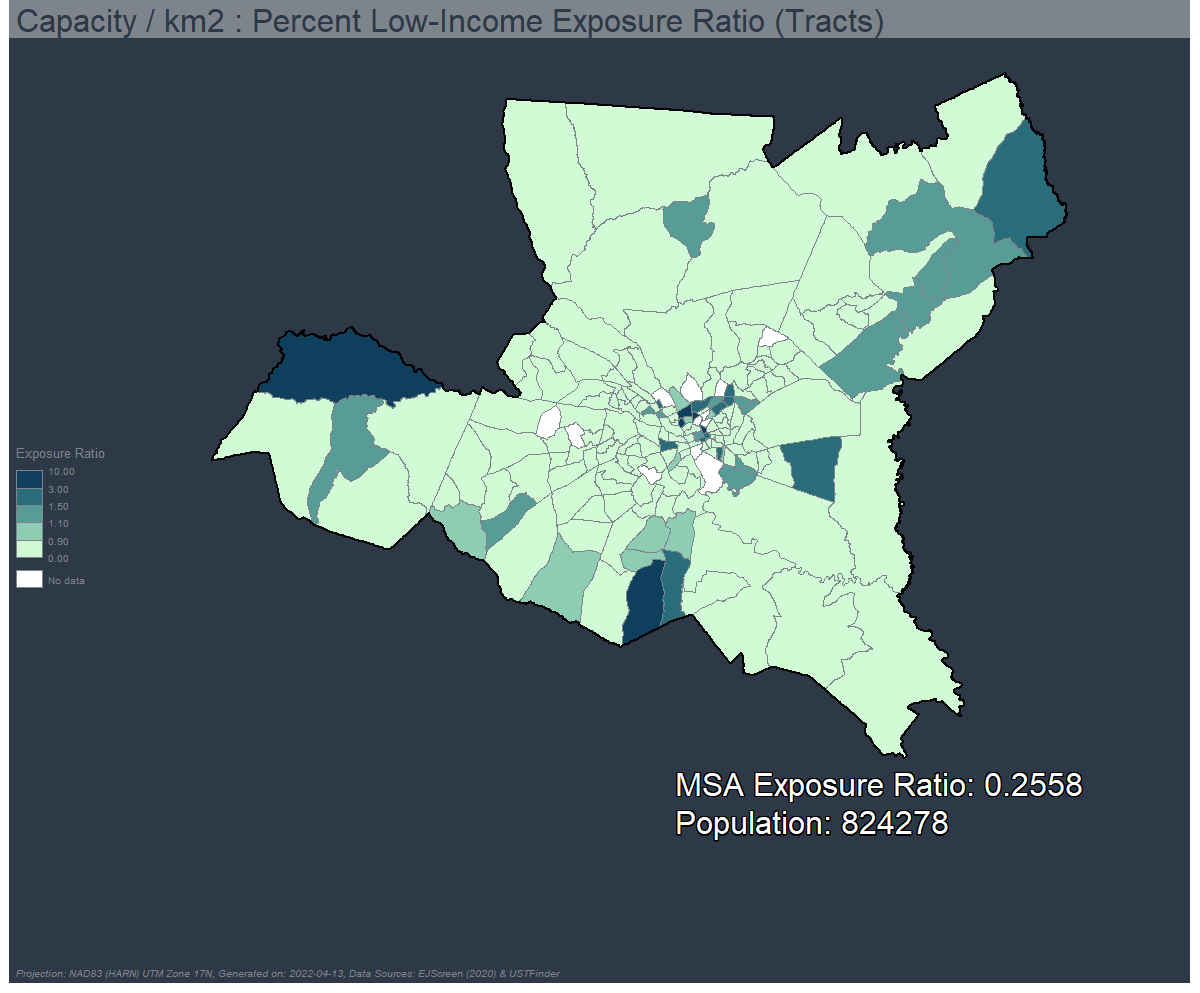 Capacity / km2 : Percent Low-Income Exposure Ratio (Tracts)
Exposure Ratio
10.00
3.00
1.50
1.10
0.90
0.00
No data
MSA Exposure Ratio: 0.2558
Population: 824278
Projection: NAD83 (HARN) UTM Zone 17N, Generated on: 2022-04-13, Data Sources: EJScreen (2020) & USTFinder